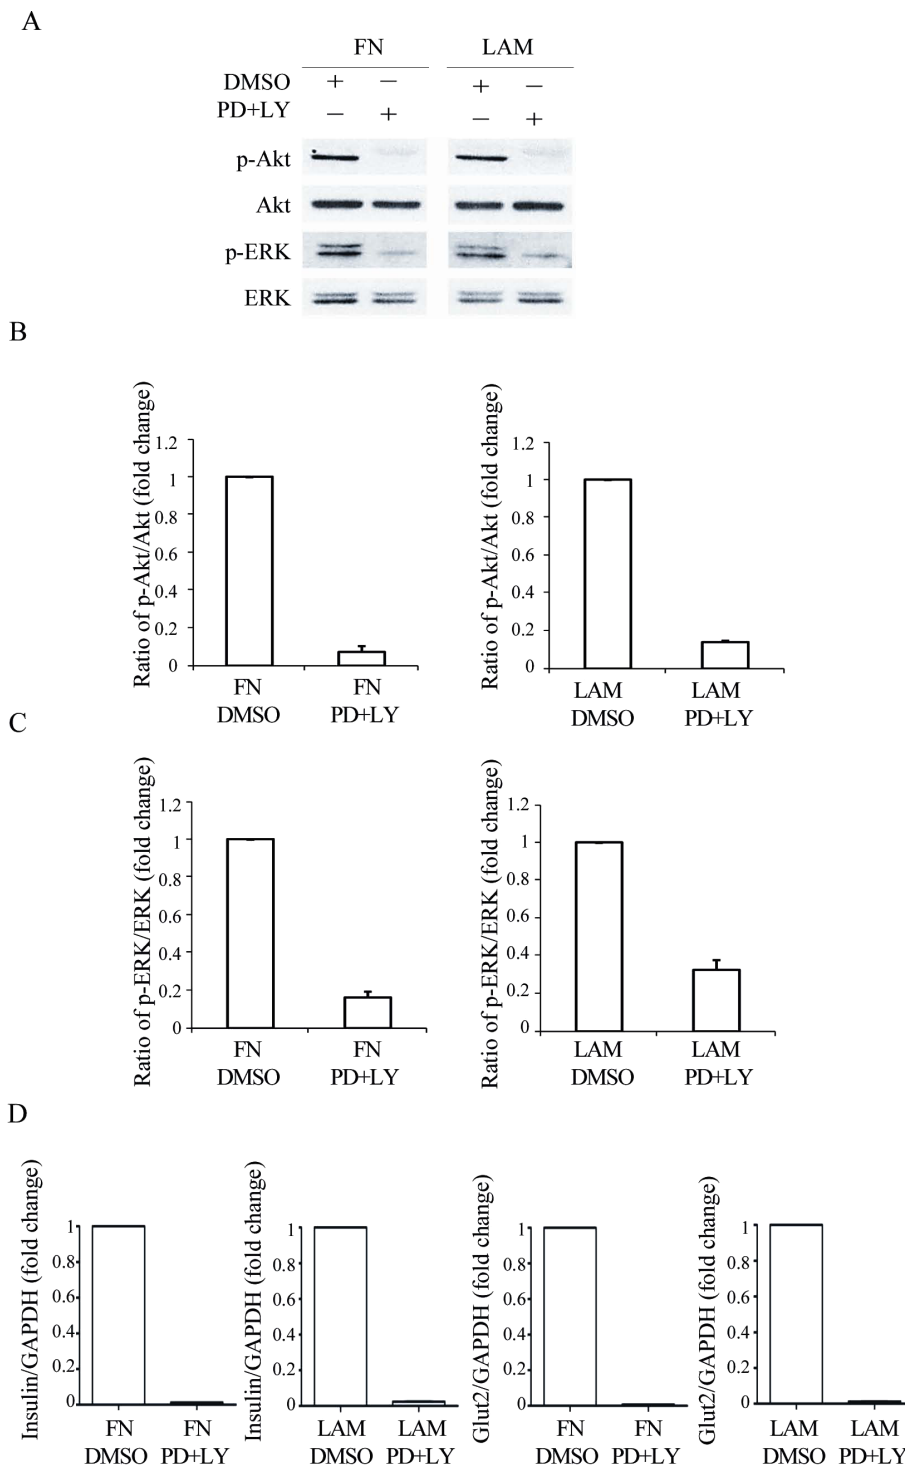 A
FN LAM
DMSO + − + −
PD+LY − + − +
p-Akt
Akt
p-ERK
ERK
B
Ratio of p-Akt/Akt (fold change)
1.2
1
0.8
0.6
0.4
0.2
0
FN FN
DMSO PD+LY
Ratio of p-Akt/Akt (fold change)
1.2
1
0.8
0.6
0.4
0.2
0
LAM LAM
DMSO PD+LY
C
Ratio of p-ERK/ERK (fold change)
1.2
1
0.8
0.6
0.4
0.2
0
FN FN
DMSO PD+LY
Ratio of p-ERK/ERK (fold change)
1.2
1
0.8
0.6
0.4
0.2
0
LAM LAM
DMSO PD+LY
D
Insulin/GAPDH (fold change)
1
0.8
0.6
0.4
0.2
0
FN FN
DMSO PD+LY
Insulin/GAPDH (fold change)
1
0.8
0.6
0.4
0.2
0
LAM LAM
DMSO PD+LY
Glut2/GAPDH (fold change)
1
0.8
0.6
0.4
0.2
0
FN FN
DMSO PD+LY
Glut2/GAPDH (fold change)
1
0.8
0.6
0.4
0.2
0
LAM LAM
DMSO PD+LY